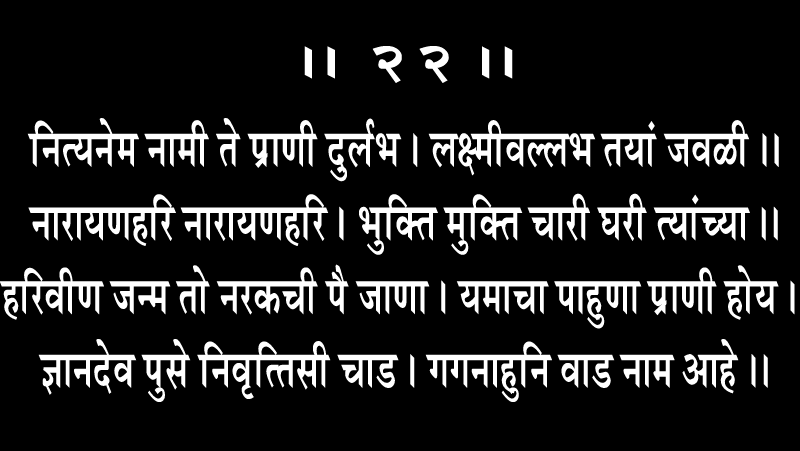 ।। २२ ।।
नित्यनेम नामी ते प्राणी दुर्लभ । लक्ष्मीवल्लभ तयां जवळी ।।
नारायणहरि नारायणहरि । भुक्ति मुक्ति चारी घरी त्यांच्या ।।
हरिवीण जन्म तो नरकची पै जाणा । यमाचा पाहुणा प्राणी होय ।
ज्ञानदेव पुसे निवृत्तिसी चाड । गगनाहुनि वाड नाम आहे ।।